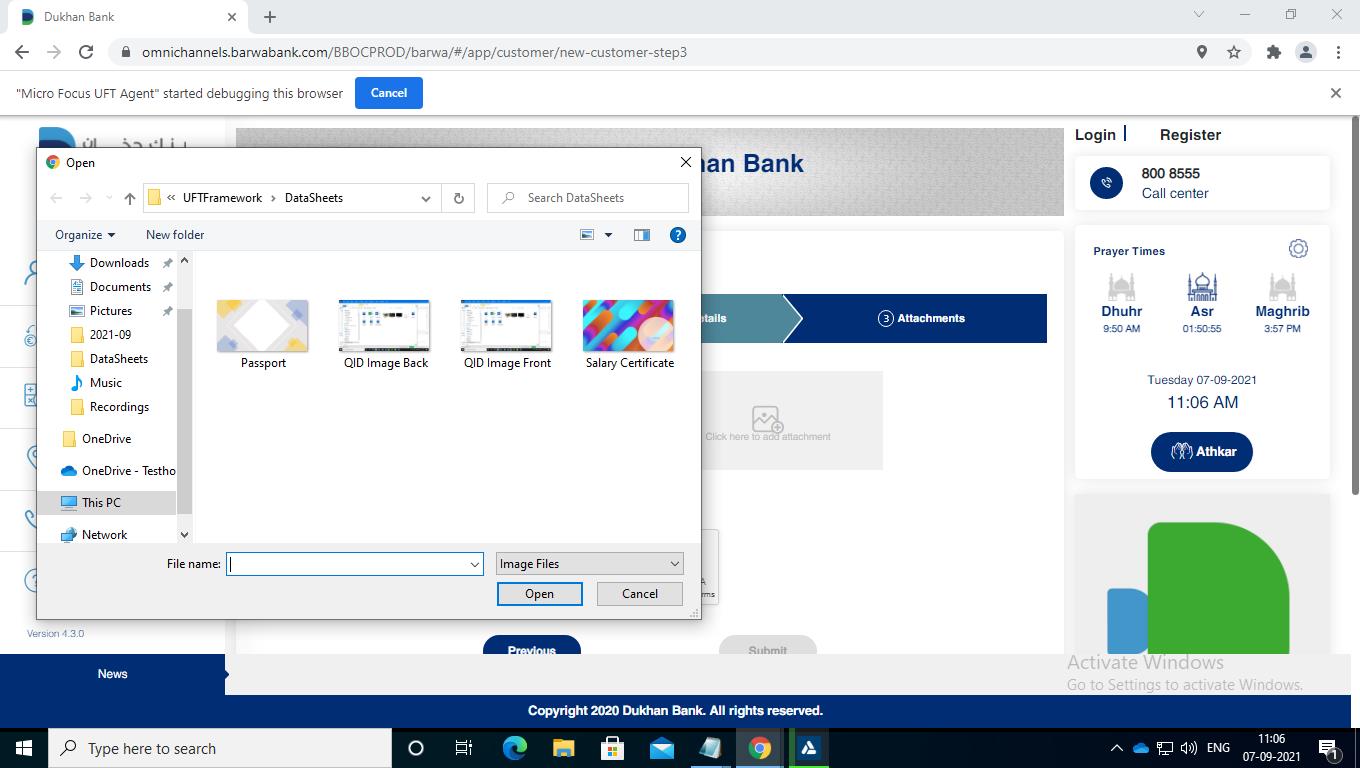 Dukhan Bank
omnichannels.barwabank.com/BBOCPROD/barwa/#/app/customer/new-customer-step3
"Micro Focus UFT Agent" started debugging this browser
Cancel
Open
UFTFramework
DataSheets
Search DataSheets
Organize
New folder
Downloads
Documents
Pictures
2021-09
DataSheets
Music
Recordings
OneDrive
OneDrive - Testho
This PC
Network
Passport
QID Image Back
QID Image Front
Salary Certificate
File name:
Image Files
Open
Cancel
Bank
Login
Register
800 8555
Call center
Prayer Times
Dhuhr
Asr
Maghrib
9:50 AM
01:50:55
3:57 PM
Tuesday 07-09-2021
11:06 AM
Athkar
3 Attachments
Click here to add attachment
Previous
Submit
Version 4.3.0
News
Activate Windows
Go to Settings to activate Windows.
Copyright 2020 Dukhan Bank. All rights reserved.
Type here to search
ENG
11:06
07-09-2021
1